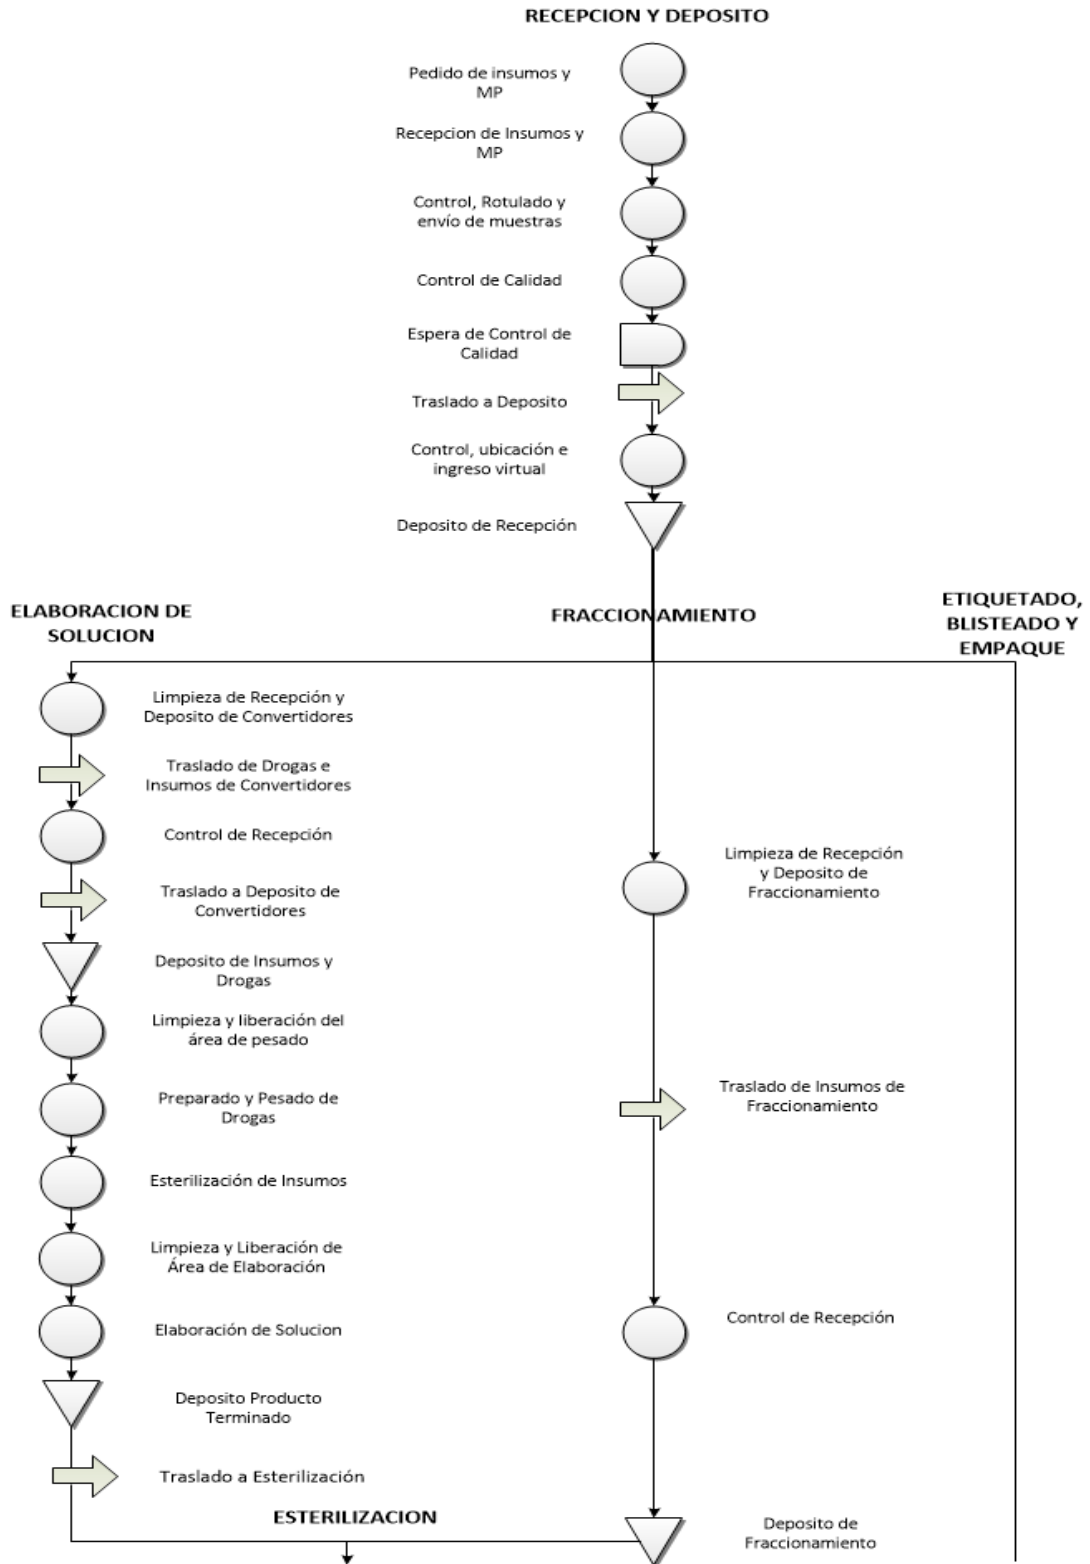 RECEPCION Y DEPOSITO
Pedido de insumos y
MP
Recepcion de Insumos y
MP
Control, Rotulado y
envío de muestras
Control de Calidad
Espera de Control de
Calidad
Traslado a Deposito
Control, ubicación e
ingreso virtual
Deposito de Recepción
ELABORACION DE
SOLUCION
FRACCIONAMIENTO
ETIQUETADO,
BLISTEADO Y
EMPAQUE
Limpieza de Recepción y
Deposito de Convertidores
Traslado de Drogas e
Insumos de Convertidores
Control de Recepción
Traslado a Deposito de
Convertidores
Deposito de Insumos y
Drogas
Limpieza y liberación del
área de pesado
Preparado y Pesado de
Drogas
Esterilización de Insumos
Limpieza y Liberación de
Área de Elaboración
Elaboración de Solucion
Deposito Producto
Terminado
Traslado a Esterilización
Limpieza de Recepción
y Deposito de
Fraccionamiento
Traslado de Insumos de
Fraccionamiento
Control de Recepción
Deposito de
Fraccionamiento
ESTERILIZACION